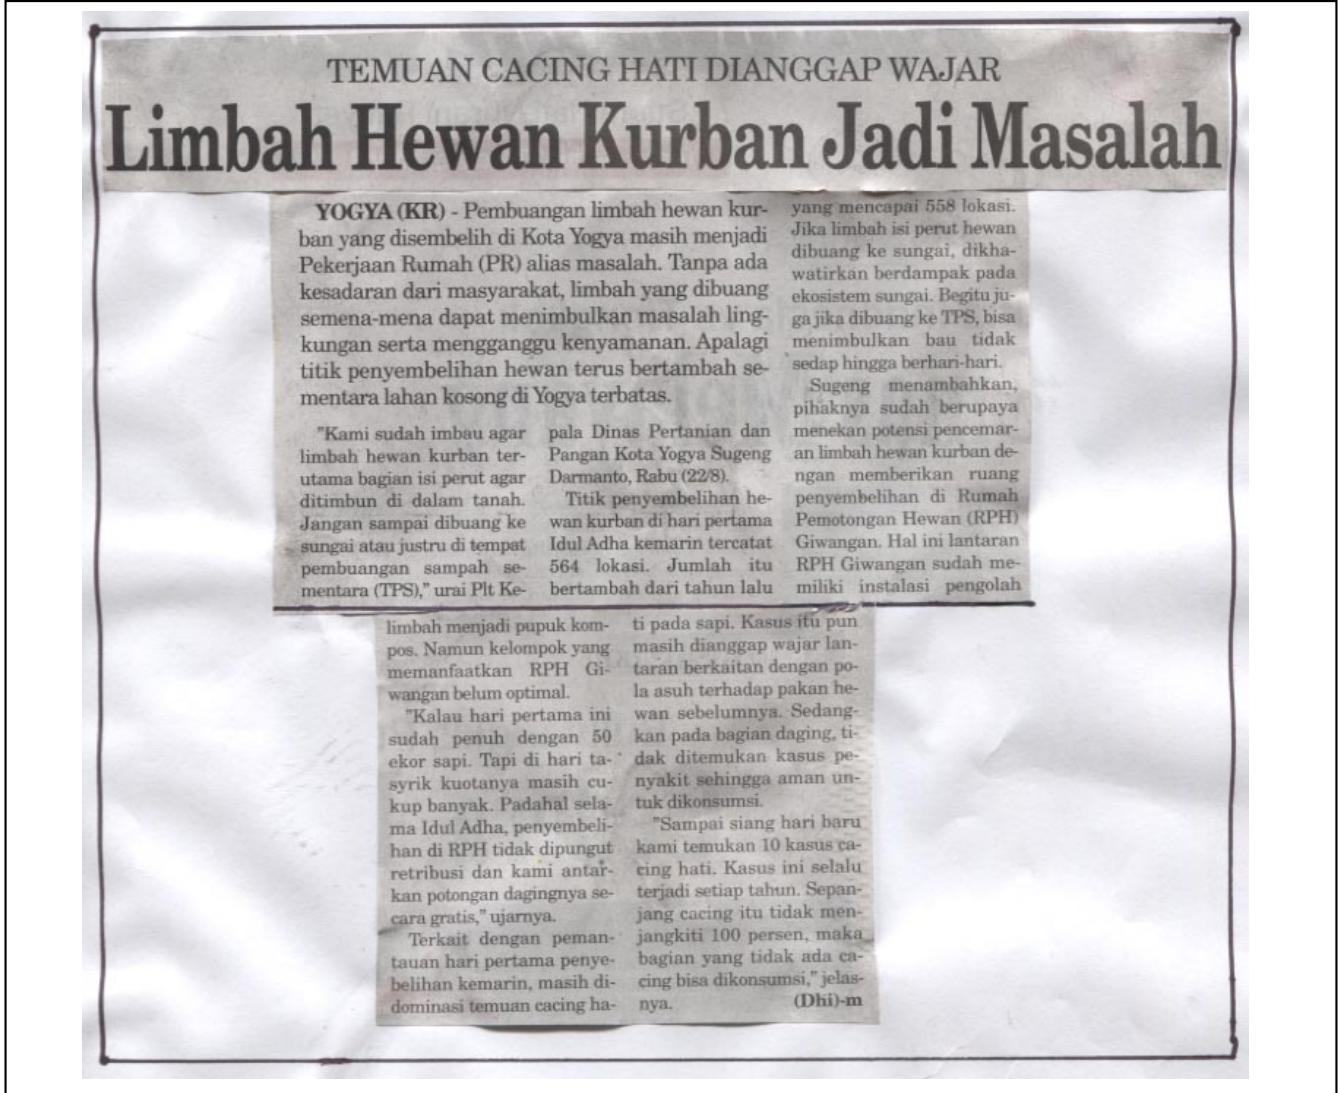 TEMUAN CACING HATI DIANGGAP WAJAR
Limbah Hewan Kurban Jadi Masalah
YOGYA (KR) - Pembuangan limbah hewan kur-
ban yang disembelih di Kota Yogya masih menjadi
Pekerjaan Rumah (PR) alias masalah. Tanpa ada
kesadaran dari masyarakat, limbah yang dibuang
semena-mena dapat menimbulkan masalah ling-
kungan serta mengganggu kenyamanan. Apalagi
titik penyembelihan hewan terus bertambah se-
mentara lahan kosong di Yogya terbatas.
"Kami sudah imbau agar
limbah hewan kurban ter-
utama bagian isi perut agar
ditimbun di dalam tanah.
Jangan sampai dibuang ke
sungai atau justru di tempat
pembuangan sampah se-
mentara (TPS)," urai Plt Ke-
pala Dinas Pertanian dan
Pangan Kota Yogya Sugeng
Darmanto, Rabu (22/8).
Titik penyembelihan he-
wan kurban di hari pertama
Idul Adha kemarin tercatat
564 lokasi. Jumlah itu
bertambah dari tahun lalu
yang mencapai 558 lokasi.
Jika limbah isi perut hewan
dibuang ke sungai, dikha-
watirkan berdampak pada
ekosistem sungai. Begitu ju-
ga jika dibuang ke TPS, bisa
menimbulkan bau tidak
sedap hingga berhari-hari.
Sugeng menambahkan,
pihaknya sudah berupaya
menekan potensi pencemar-
an limbah hewan kurban de-
ngan memberikan ruang
penyembelihan di Rumah
Pemotongan Hewan (RPH)
Giwangan. Hal ini lantaran
RPH Giwangan sudah me-
miliki instalasi pengolah
limbah menjadi pupuk kom-
pos. Namun kelompok yang
memanfaatkan RPH Gi-
wangan belum optimal.
"Kalau hari pertama ini
sudah penuh dengan 50
ekor sapi. Tapi di hari ta-
syrik kuotanya masih cu-
kup banyak. Padahal sela-
ma Idul Adha, penyembeli-
han di RPH tidak dipungut
retribusi dan kami antar-
kan potongan dagingnya se-
cara gratis," ujarnya.
Terkait dengan peman-
tauan hari pertama penye-
belihan kemarin, masih di-
dominasi temuan cacing ha-
ti pada sapi. Kasus itu pun
masih dianggap wajar lan-
taran berkaitan dengan po-
la asuh terhadap pakan he-
wan sebelumnya. Sedang-
kan pada bagian daging, ti-
dak ditemukan kasus pe-
nyakit sehingga aman un-
tuk dikonsumsi.
"Sampai siang hari baru
kami temukan 10 kasus ca-
cing hati. Kasus ini selalu
terjadi setiap tahun. Sepan-
jang cacing itu tidak men-
jangkiti 100 persen, maka
bagian yang tidak ada ca-
cing bisa dikonsumsi," jelas-
nya. (Dhi)-m